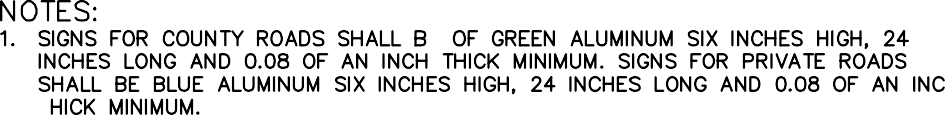 NOTES:
1. SIGNS FOR COUNTY ROADS SHALL B OF GREEN ALUMINUM SIX INCHES HIGH, 24
INCHES LONG AND 0.08 OF AN INCH THICK MINIMUM. SIGNS FOR PRIVATE ROADS
SHALL BE BLUE ALUMINUM SIX INCHES HIGH, 24 INCHES LONG AND 0.08 OF AN INC
HICK MINIMUM.